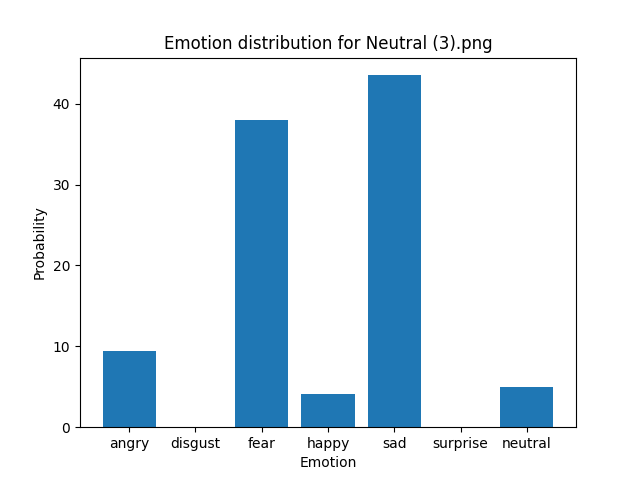 Emotion distribution for Neutral (3).png
Probability
40
30
20
10
0
angry disgust fear happy sad surprise neutral
Emotion